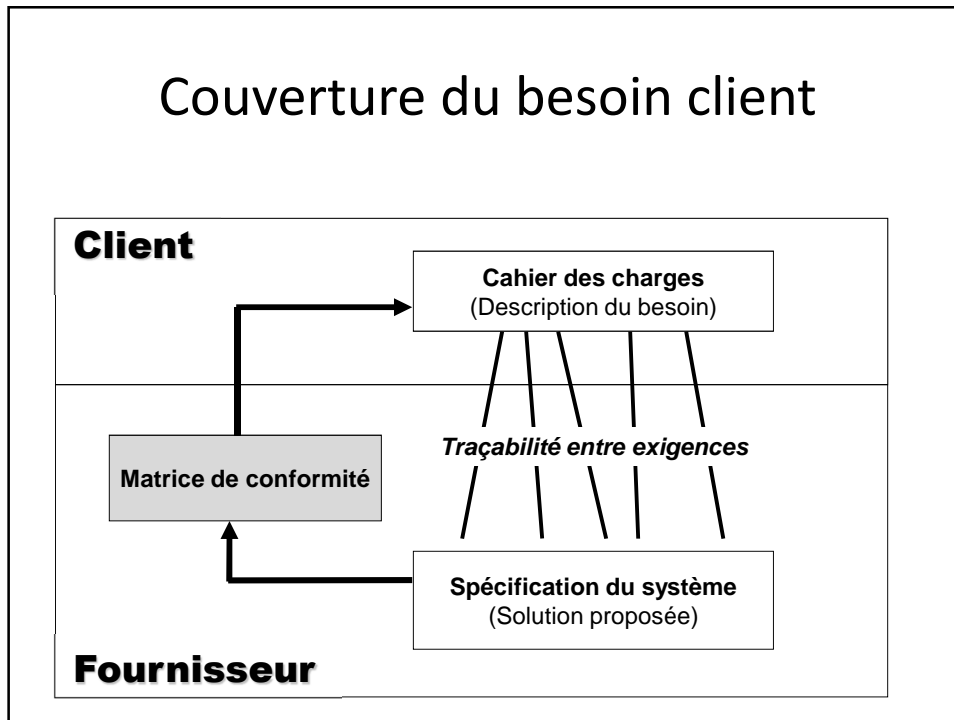 Couverture du besoin client
Client
Cahier des charges
(Description du besoin)
Traçabilité entre exigences
Matrice de conformité
Spécification du système
(Solution proposée)
Fournisseur